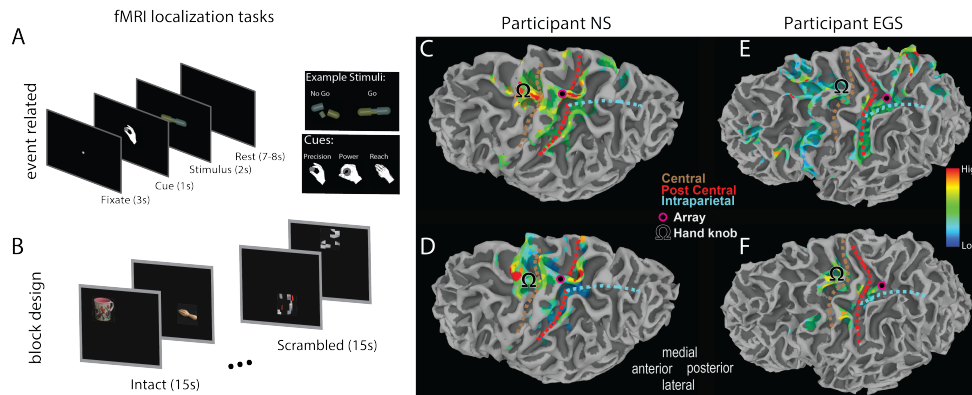 fMRI localization tasks
Participant NS
Participant EGS
A
event related
Fixate (3s)
Cue (1s)
Stimulus (2s)
Rest (7-8s)
Example Stimuli:
No Go
Go
Cues:
Precision
Power
Reach
B
block design
Intact (15s)
Scrambled (15s)
C
Ω
E
Ω
Central
Post Central
Intraparietal
Array
Ω Hand knob
High
Low
D
Ω
F
Ω
medial
anterior posterior
lateral